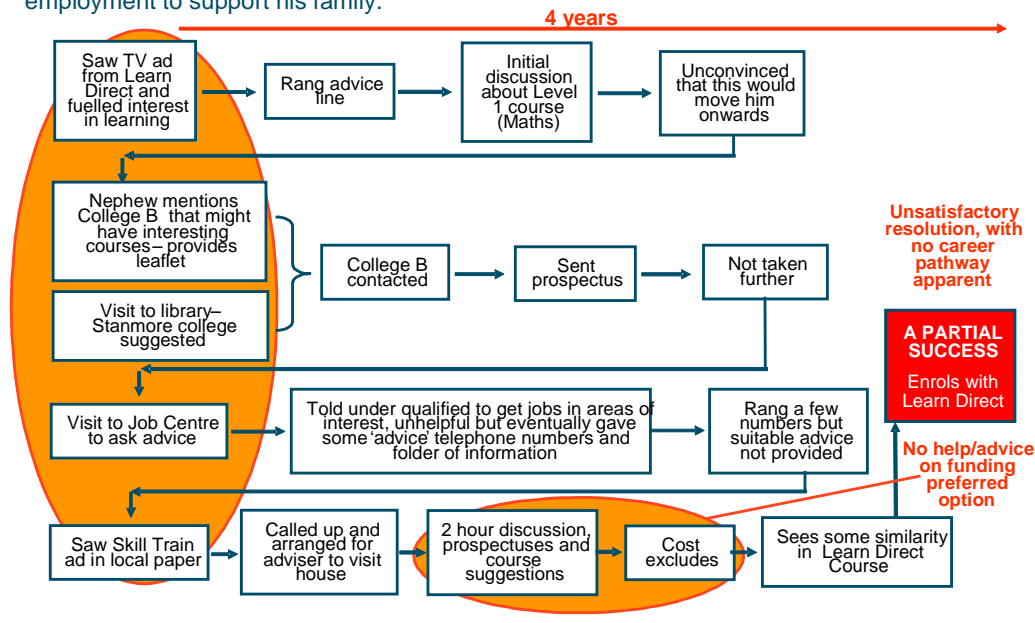 employment to support his family.
4 years
Saw TV ad
from Learn
Direct and
fuelled interest
in learning
Rang advice
line
Initial
discussion
about Level
1 course
(Maths)
Unconvinced
that this would
move him
onwards
Nephew mentions
College B that might
have interesting
courses– provides
leaflet
Visit to library–
Stanmore college
suggested
College B
contacted
Sent
prospectus
Not taken
further
Unsatisfactory
resolution, with
no career
pathway
apparent
A PARTIAL
SUCCESS
Enrols with
Learn Direct
Visit to Job Centre
to ask advice
Told under qualified to get jobs in areas of
interest, unhelpful but eventually gave
some ‘advice’ telephone numbers and
folder of information
Rang a few
numbers but
suitable advice
not provided
No help/advice
on funding
preferred
option
Saw Skill Train
ad in local paper
Called up and
arranged for
adviser to visit
house
2 hour discussion,
prospectuses and
course
suggestions
Cost
excludes
Sees some similarity
in Learn Direct
Course